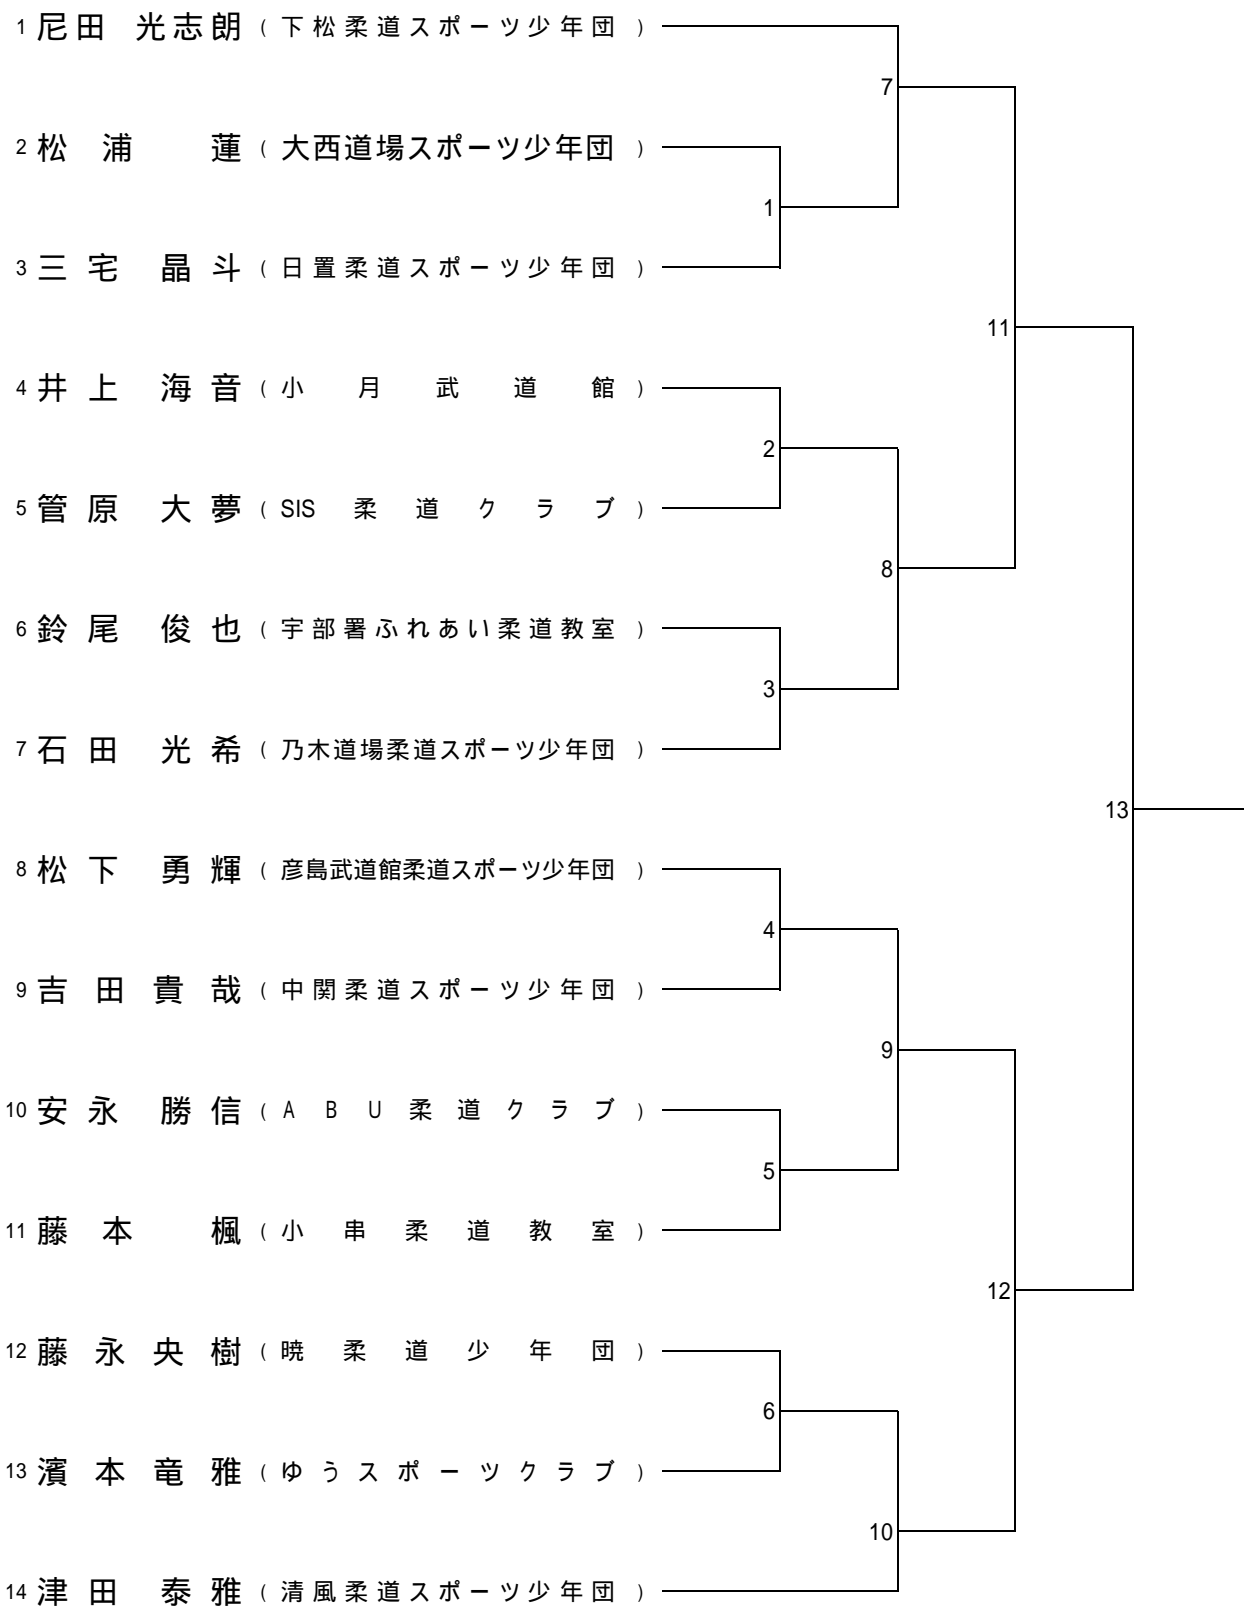 1 尼田 光志朗 ( 下松柔道スポーツ少年団 )
7
2 松浦 蓮 ( 大西道場スポーツ少年団 )
1
3 三宅 晶斗 ( 日置柔道スポーツ少年団 )
11
4 井上 海音 ( 小月武道館 )
2
5 管原 大夢 ( SIS柔道クラブ )
8
6 鈴尾 俊也 ( 宇部署ふれあい柔道教室 )
3
7 石田 光希 ( 乃木道場柔道スポーツ少年団 )
13
8 松下 勇輝 ( 彦島武道館柔道スポーツ少年団 )
4
9 吉田貴哉 ( 中関柔道スポーツ少年団 )
9
10 安永 勝信 ( ABU柔道クラブ )
5
11 藤本 楓 ( 小串柔道教室 )
12
12 藤永央樹 ( 暁柔道少年団 )
6
13 濱本竜雅 ( ゆうスポーツクラブ )
10
14 津田 泰雅 ( 清風柔道スポーツ少年団 )